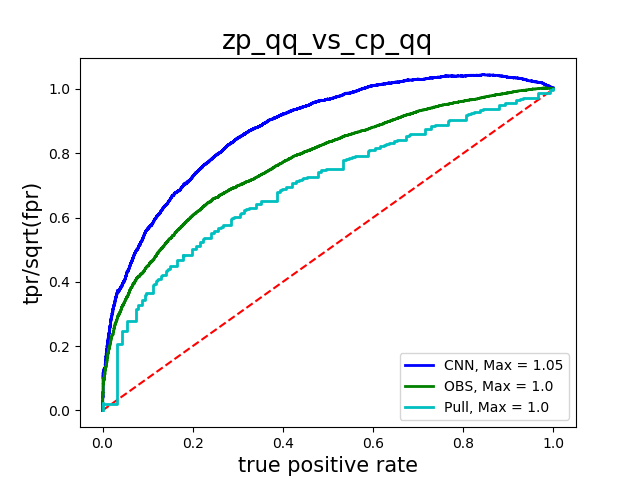 zp_qq_vs_cp_qq
tpr/sqrt(fpr)
1.0
0.8
0.6
0.4
0.2
0.0
CNN, Max = 1.05
OBS, Max = 1.0
Pull, Max = 1.0
0.0 0.2 0.4 0.6 0.8 1.0
true positive rate